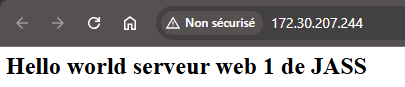 Non sécurisé 172.30.207.244
Hello world serveur web 1 de JASS